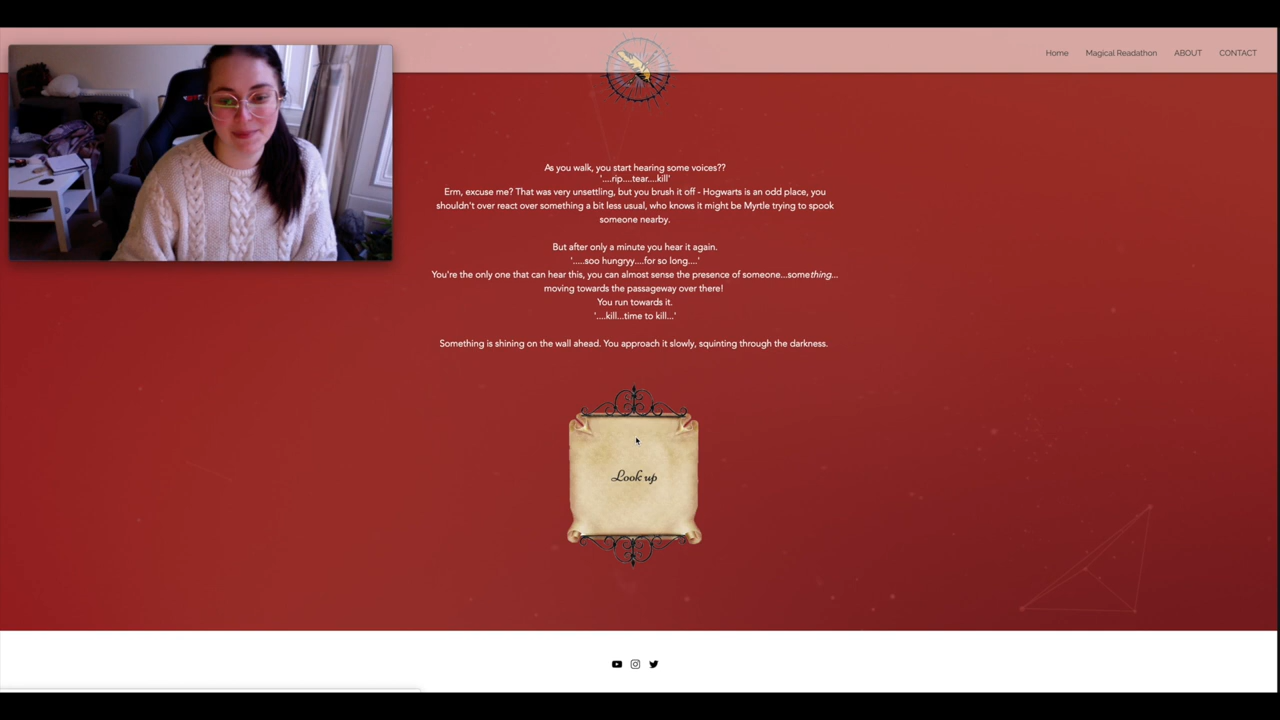 Home Magical Readathon ABOUT CONTACT
As you walk, you start hearing some voices??
'....rip....tear....kill'
Erm, excuse me? That was very unsettling, but you brush it off - Hogwarts is an odd place, you
shouldn't over react over something a bit less usual, who knows it might be Myrtle trying to spook
someone nearby.
But after only a minute you hear it again.
'.....soo hungryy....for so long....'
You're the only one that can hear this, you can almost sense the presence of someone...something...
moving towards the passageway over there!
You run towards it.
'....kill...time to kill...'
Something is shining on the wall ahead. You approach it slowly, squinting through the darkness.
Look up